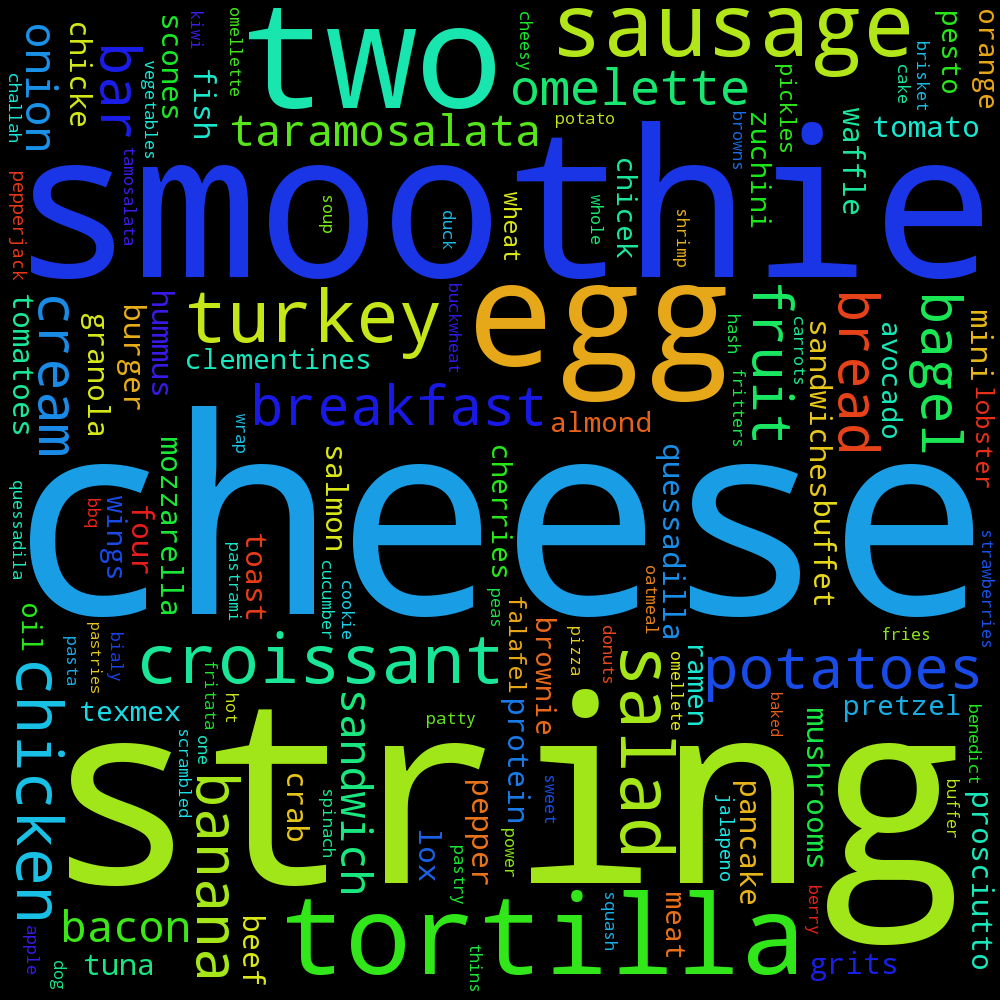 two
sausage
kiwi
omellette
cheesy
orange
pesto
onion
chicke
bar
scones
fish
omelette
pickles
cake
brisket
challah
vegetables
taramosalata
potato
browns
zuchini
waffle
tomato
smoothie
tamosalata
pepperjack
soup
duck
wheat
whole
chicek
shrimp
turkey
egg
tomatoes
cream
granola
burger
hummus
clementines
buckwheat
hash
fruit
carrots
sandwiches
bread
avocado
bagel
mini
lobster
breakfast
almond
fritters
wrap
cheese
quessadila
bbq
wings
four
mozzarella
toast
pastrami
salmon
cucumber
cookie
cherries
peas
quessadilla
oatmeal
buffet
strawberries
oil
pasta
pastries
bialy
croissant
falafel
brownie
pizza
donuts
salad
omellete
ramen
potatoes
fries
chicken
texmex
fritata
hot
sandwich
patty
protein
baked
pretzel
mushrooms
benedict
string
scrambled
one
banana
crab
spinach
lox
pepper
pastry
power
sweet
jalapeno
pancake
buffer
prosciutto
bacon
tuna
apple
dog
beef
tortilla
thins
squash
meat
berry
grits